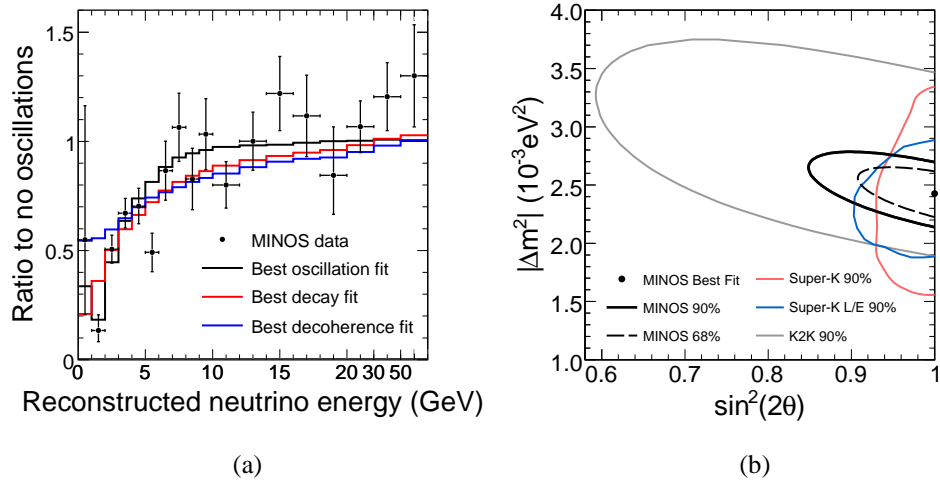 Ratio to no oscillations
1.5
1
0.5
0
MINOS data
Best oscillation fit
Best decay fit
Best decoherence fit
0 5 10 15 20 30 50
Reconstructed neutrino energy (GeV)
(a)
|Δm²| (10⁻³eV²)
4.0
3.5
3.0
2.5
2.0
1.5
1.0
MINOS Best Fit
MINOS 90%
MINOS 68%
Super-K 90%
Super-K L/E 90%
K2K 90%
0.6 0.7 0.8 0.9 1
sin²(2θ)
(b)